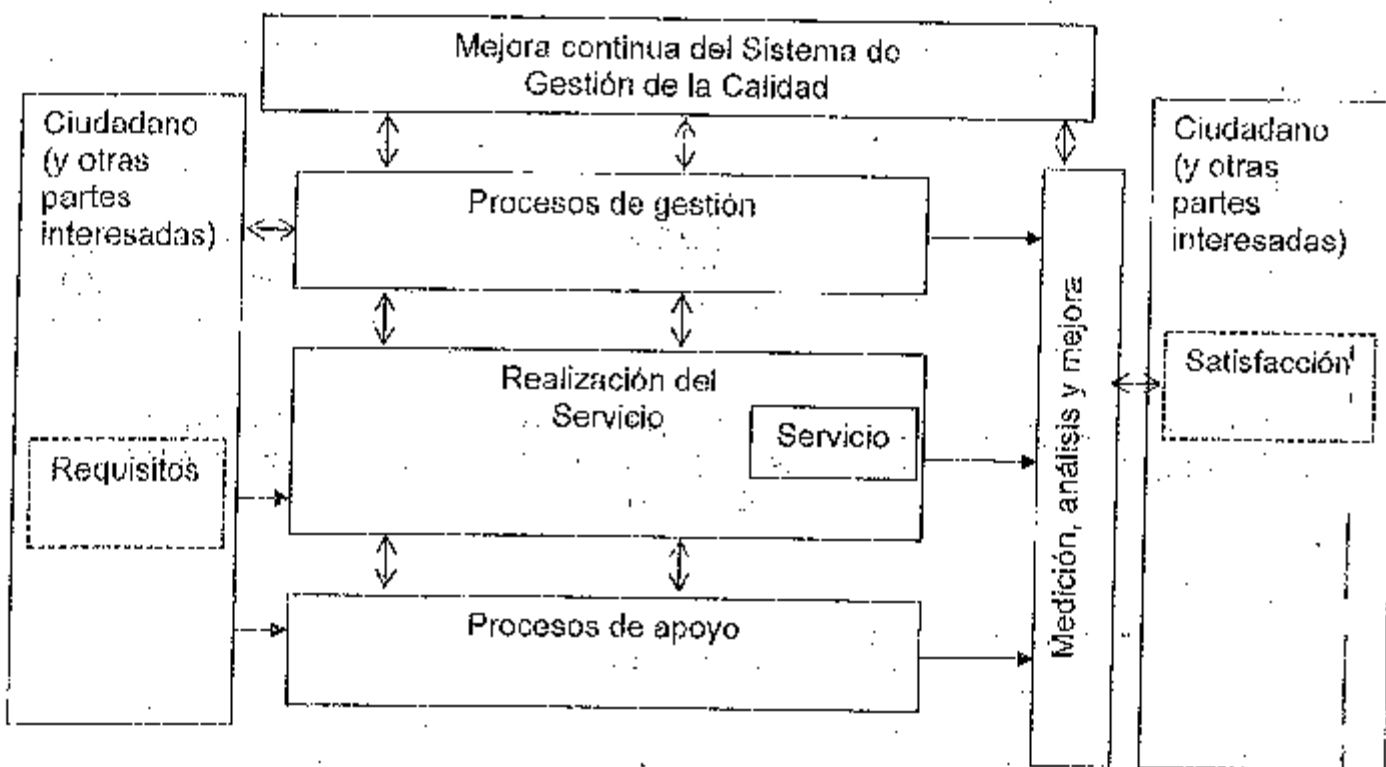 Mejora continua del Sistema de
Gestión de la Calidad
Ciudadano
(y otras
partes
interesadas)
Requisitos
Procesos de gestión
Realización del
Servicio
Servicio
Procesos de apoyo
Medición, análisis y mejora
Ciudadano
(y otras
partes
interesadas)
Satisfacción